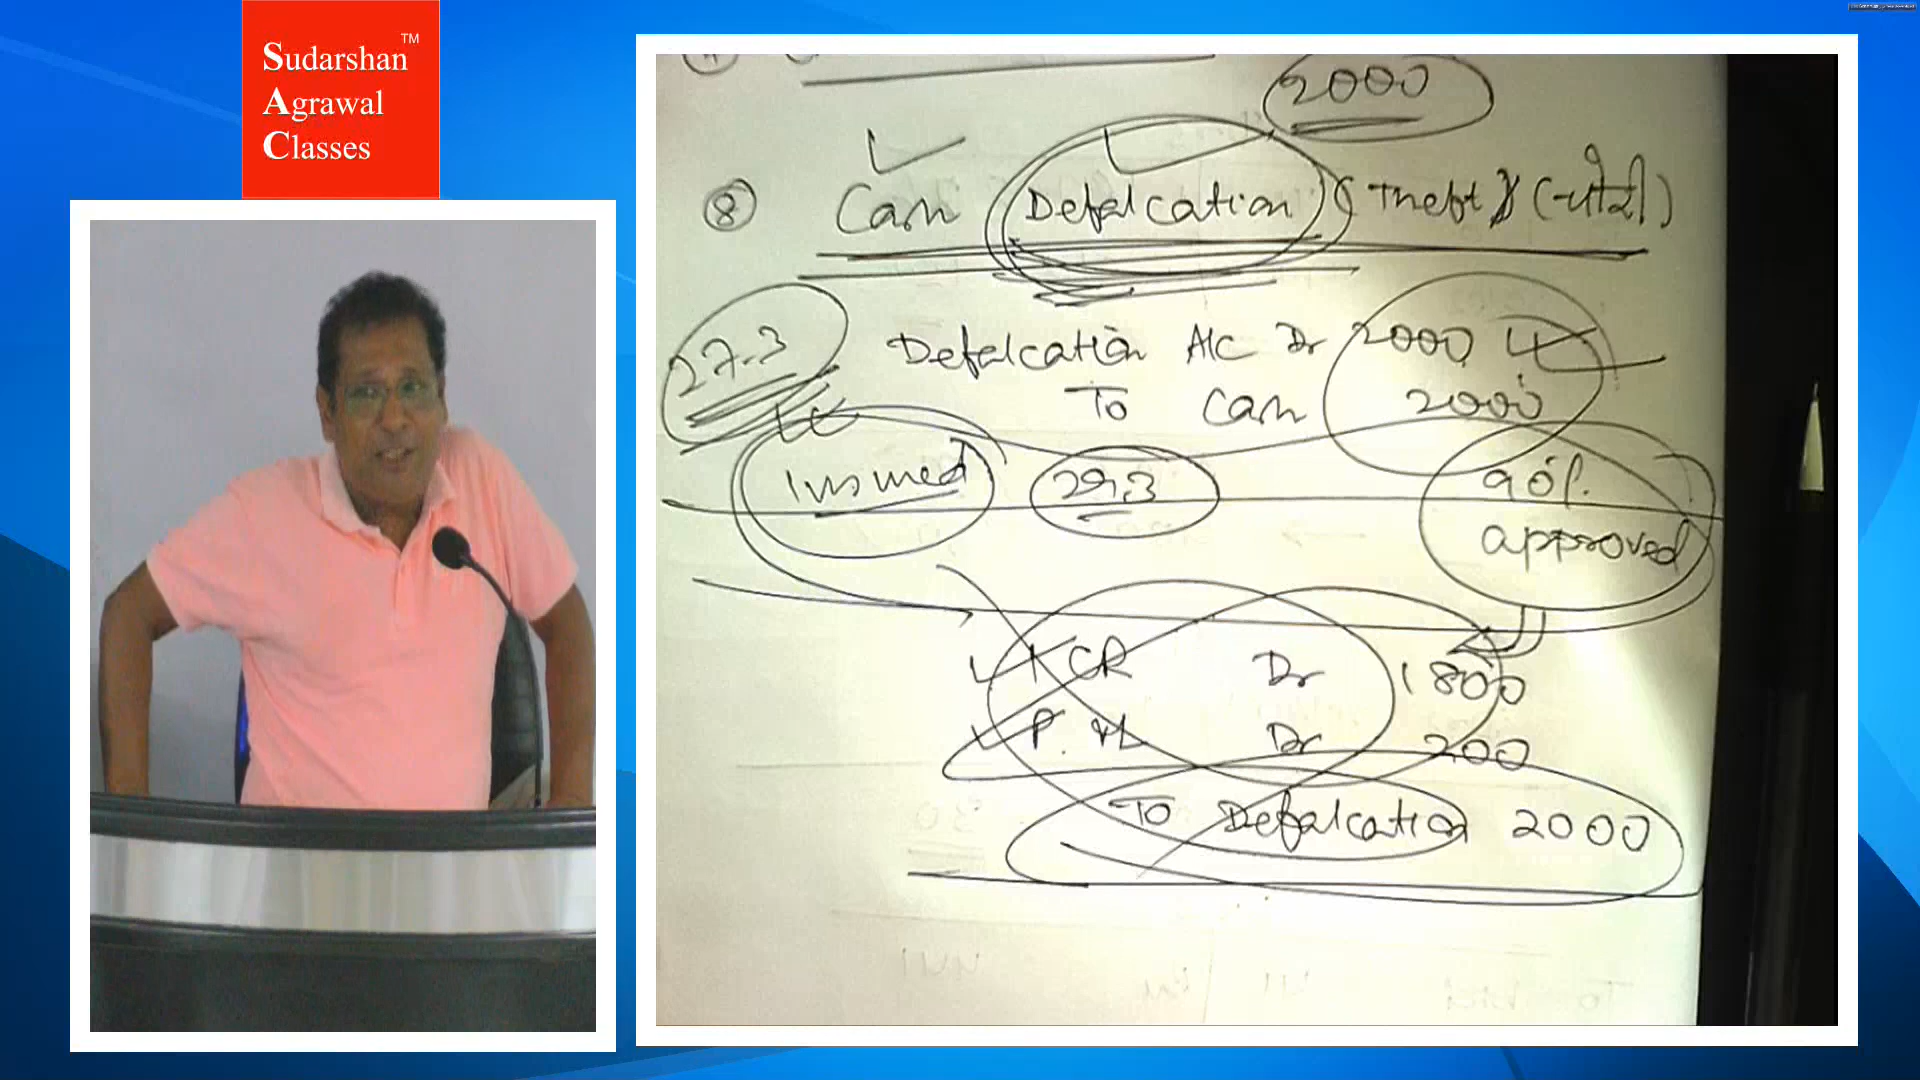 Sudarshan™
Agrawal
Classes
2000
⑧ Cash Defalcation (Theft) (चोरी)
27.3 Defalcation A/C Dr 2000
To Cash 2000
Insured 29.3 90% approved
ICR Dr 1800
P. &L Dr 200
To Defalcation 2000